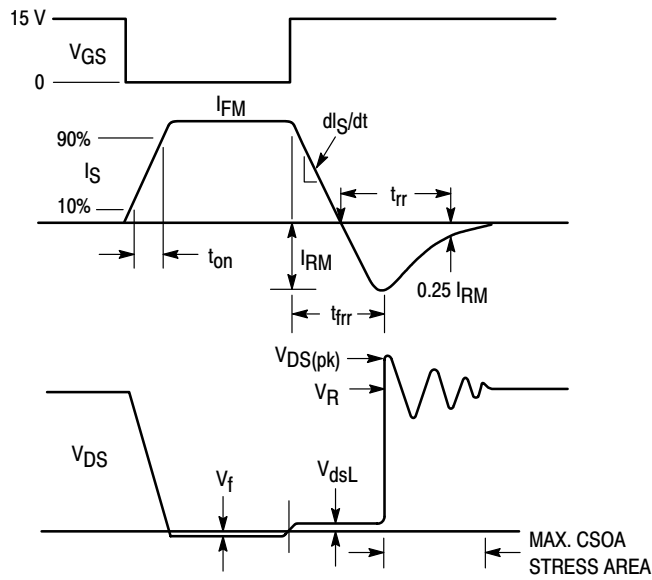 15 V
VGS
0
IFM
90%
dIS/dt
IS
trr
10%
ton
IRM
0.25 IRM
tfrr
VDS(pk)
VR
VDS
Vf
VdsL
MAX. CSOA
STRESS AREA